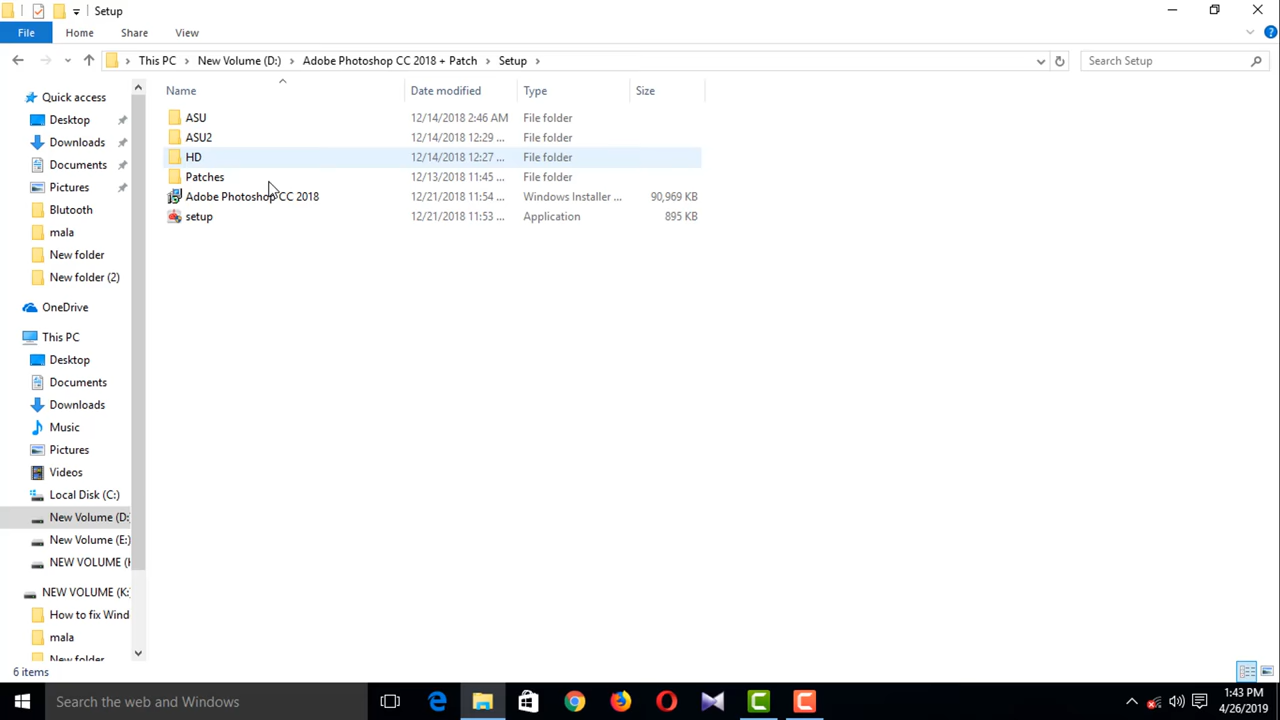 Setup
File Home Share View
This PC New Volume (D:) Adobe Photoshop CC 2018 + Patch Setup Search Setup
Name Date modified Type Size
Quick access
Desktop
Downloads
Documents
Pictures
Blutooth
mala
New folder
New folder (2)
OneDrive
This PC
Desktop
Documents
Downloads
Music
Pictures
Videos
Local Disk (C:)
New Volume (D:
New Volume (E:)
NEW VOLUME (
NEW VOLUME (K:
How to fix Wind
mala
New folder
ASU 12/14/2018 2:46 AM File folder
ASU2 12/14/2018 12:29 ... File folder
HD 12/14/2018 12:27 ... File folder
Patches 12/13/2018 11:45 ... File folder
Adobe Photoshop CC 2018 12/21/2018 11:54 ... Windows Installer ... 90,969 KB
setup 12/21/2018 11:53 ... Application 895 KB
6 items
Search the web and Windows
1:43 PM
4/26/2019